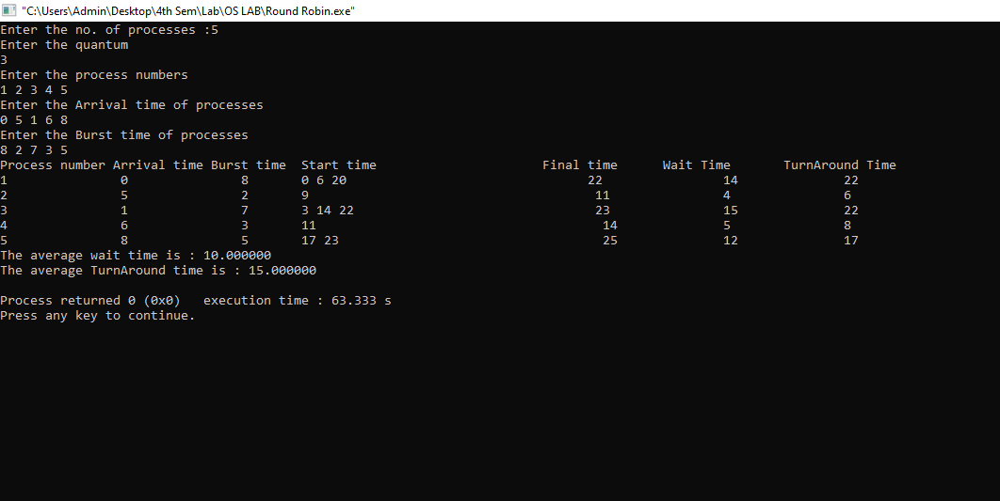 "C:\Users\Admin\Desktop\4th Sem\Lab\OS LAB\Round Robin.exe"
Enter the no. of processes :5
Enter the quantum
3
Enter the process numbers
1 2 3 4 5
Enter the Arrival time of processes
0 5 1 6 8
Enter the Burst time of processes
8 2 7 3 5
Process number Arrival time Burst time  Start time                      Final time      Wait Time       TurnAround Time
1               0               8       0 6 20                                22                14              22
2               5               2       9                                      11               4               6
3               1               7       3 14 22                                23               15              22
4               6               3       11                                      14              5               8
5               8               5       17 23                                   25              12              17
The average wait time is : 10.000000
The average TurnAround time is : 15.000000

Process returned 0 (0x0)   execution time : 63.333 s
Press any key to continue.